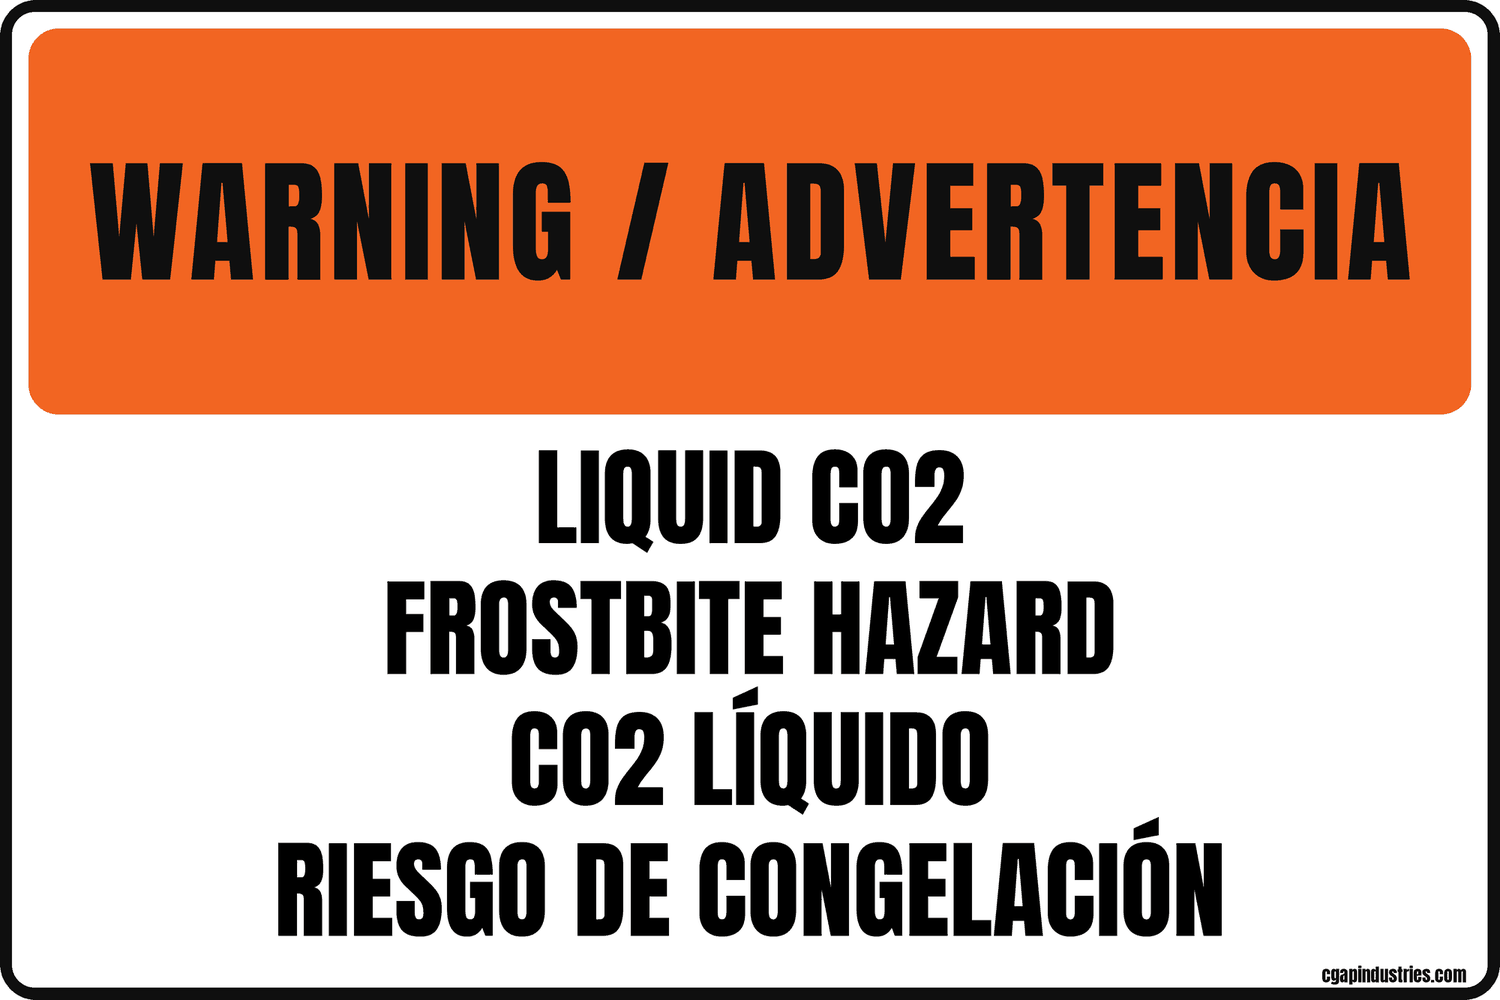 WARNING / ADVERTENCIA
LIQUID CO2
FROSTBITE HAZARD
CO2 LÍQUIDO
RIESGO DE CONGELACIÓN
cgapindustries.com